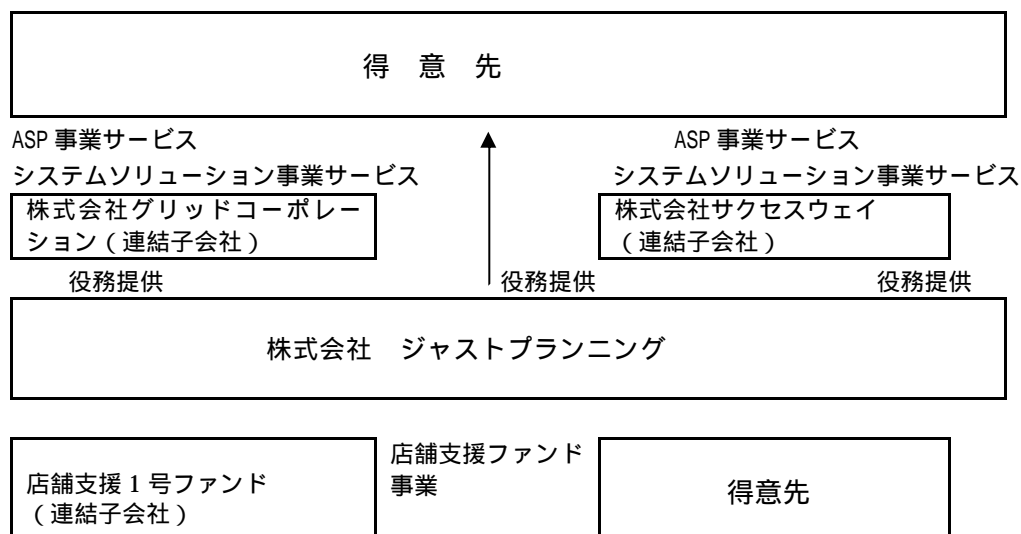 得 意 先
ASP 事業サービス
ASP 事業サービス
システムソリューション事業サービス
システムソリューション事業サービス
株式会社グリッドコーポレー
ション（連結子会社）
株式会社サクセスウェイ
（連結子会社）
役務提供
役務提供
役務提供
株式会社 ジャストプランニング
店舗支援 1 号ファンド
（連結子会社）
店舗支援ファンド
事業
得意先